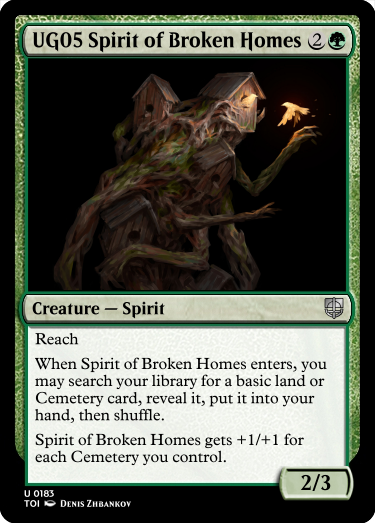 UG05 Spirit of Broken Homes 2
Creature — Spirit
Reach
When Spirit of Broken Homes enters, you
may search your library for a basic land or
Cemetery card, reveal it, put it into your
hand, then shuffle.
Spirit of Broken Homes gets +1/+1 for
each Cemetery you control.
2/3
U 0183
TOI Denis Zhbankov